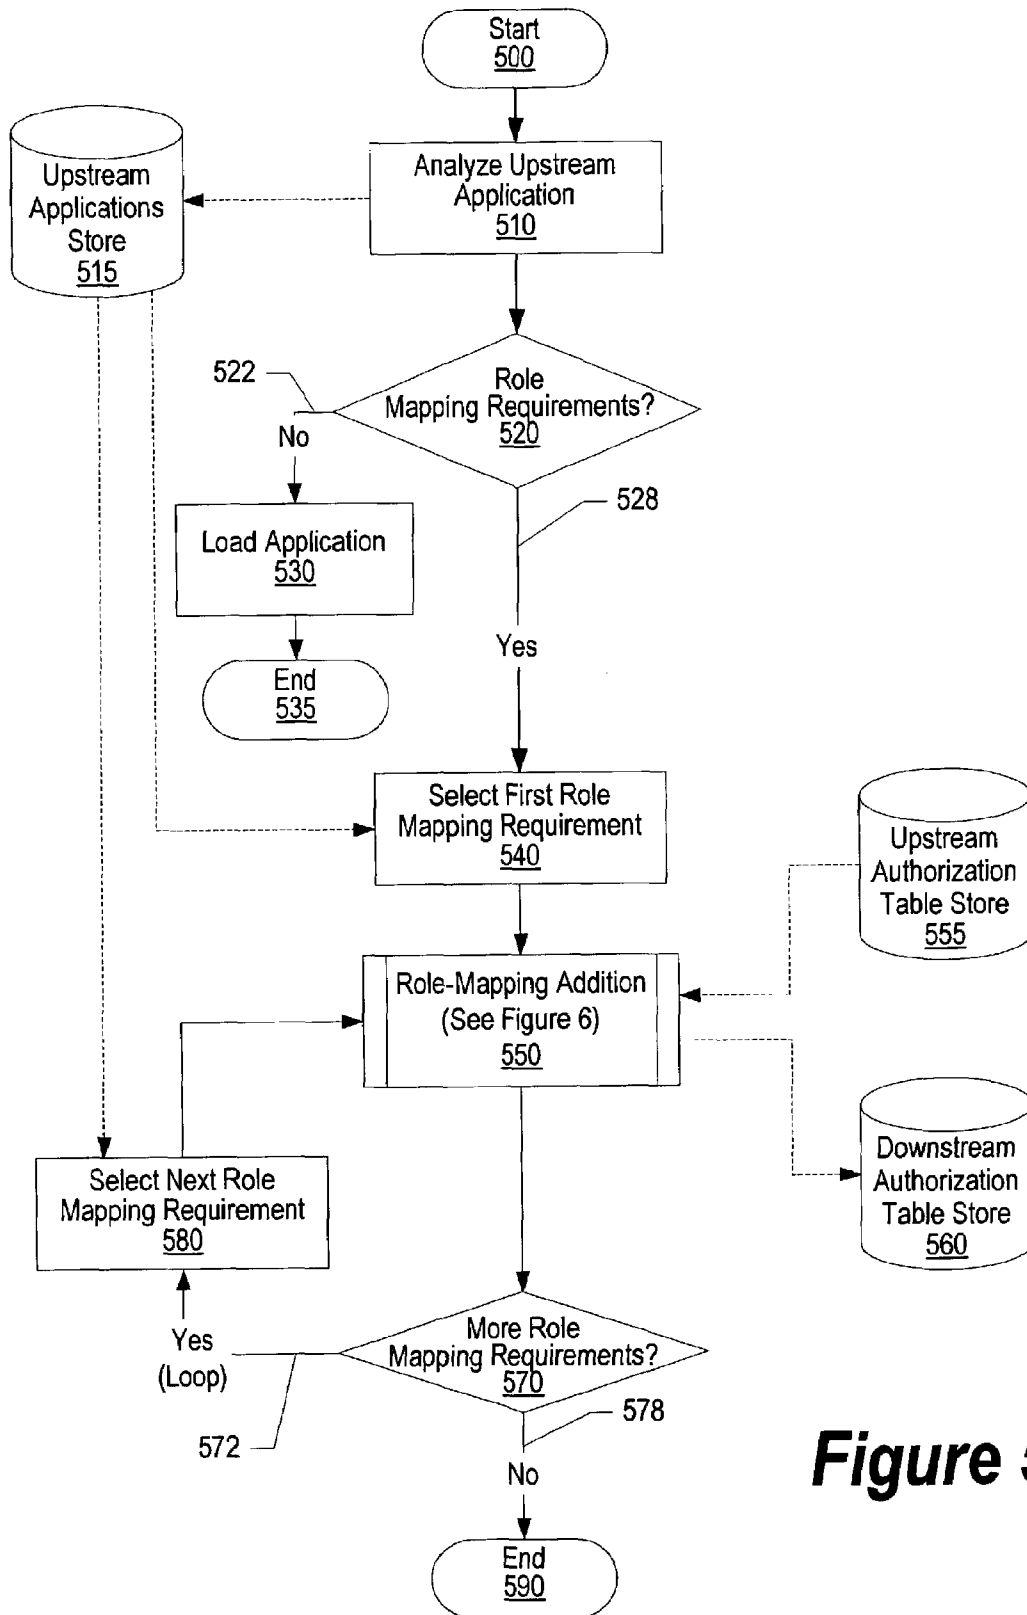 Start
500
Upstream
Applications
Store
515
Analyze Upstream
Application
510
522
Role
Mapping Requirements?
520
No
528
Load Application
530
Yes
End
535
Select First Role
Mapping Requirement
540
Upstream
Authorization
Table Store
555
Role-Mapping Addition
(See Figure 6)
550
Downstream
Authorization
Table Store
560
Select Next Role
Mapping Requirement
580
Yes
(Loop)
More Role
Mapping Requirements?
570
572
578
No
Figure 5
End
590